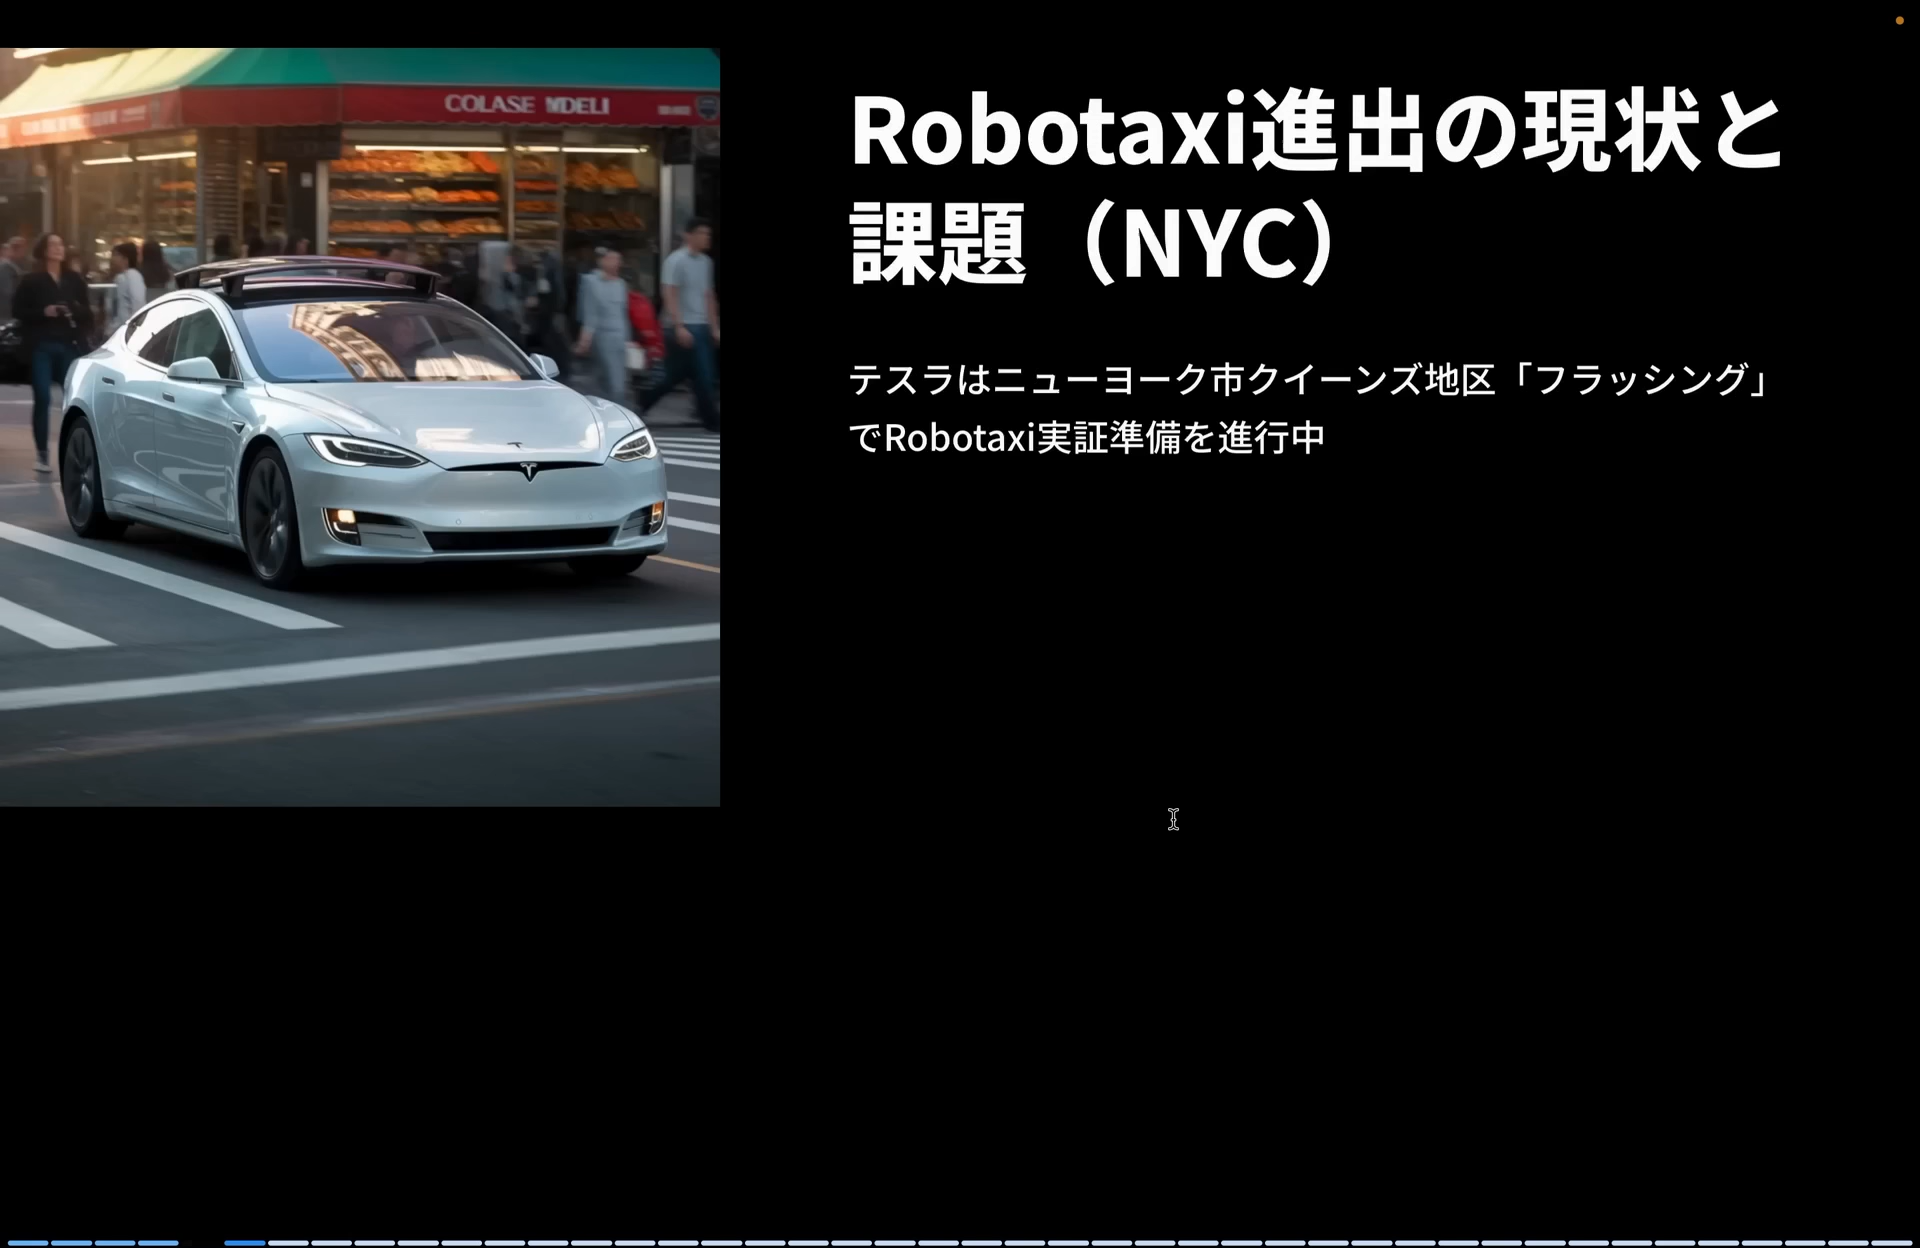 COLASE MDELI
Robotaxi進出の現状と
課題（NYC）
テスラはニューヨーク市クイーンズ地区「フラッシング」
でRobotaxi実証準備を進行中